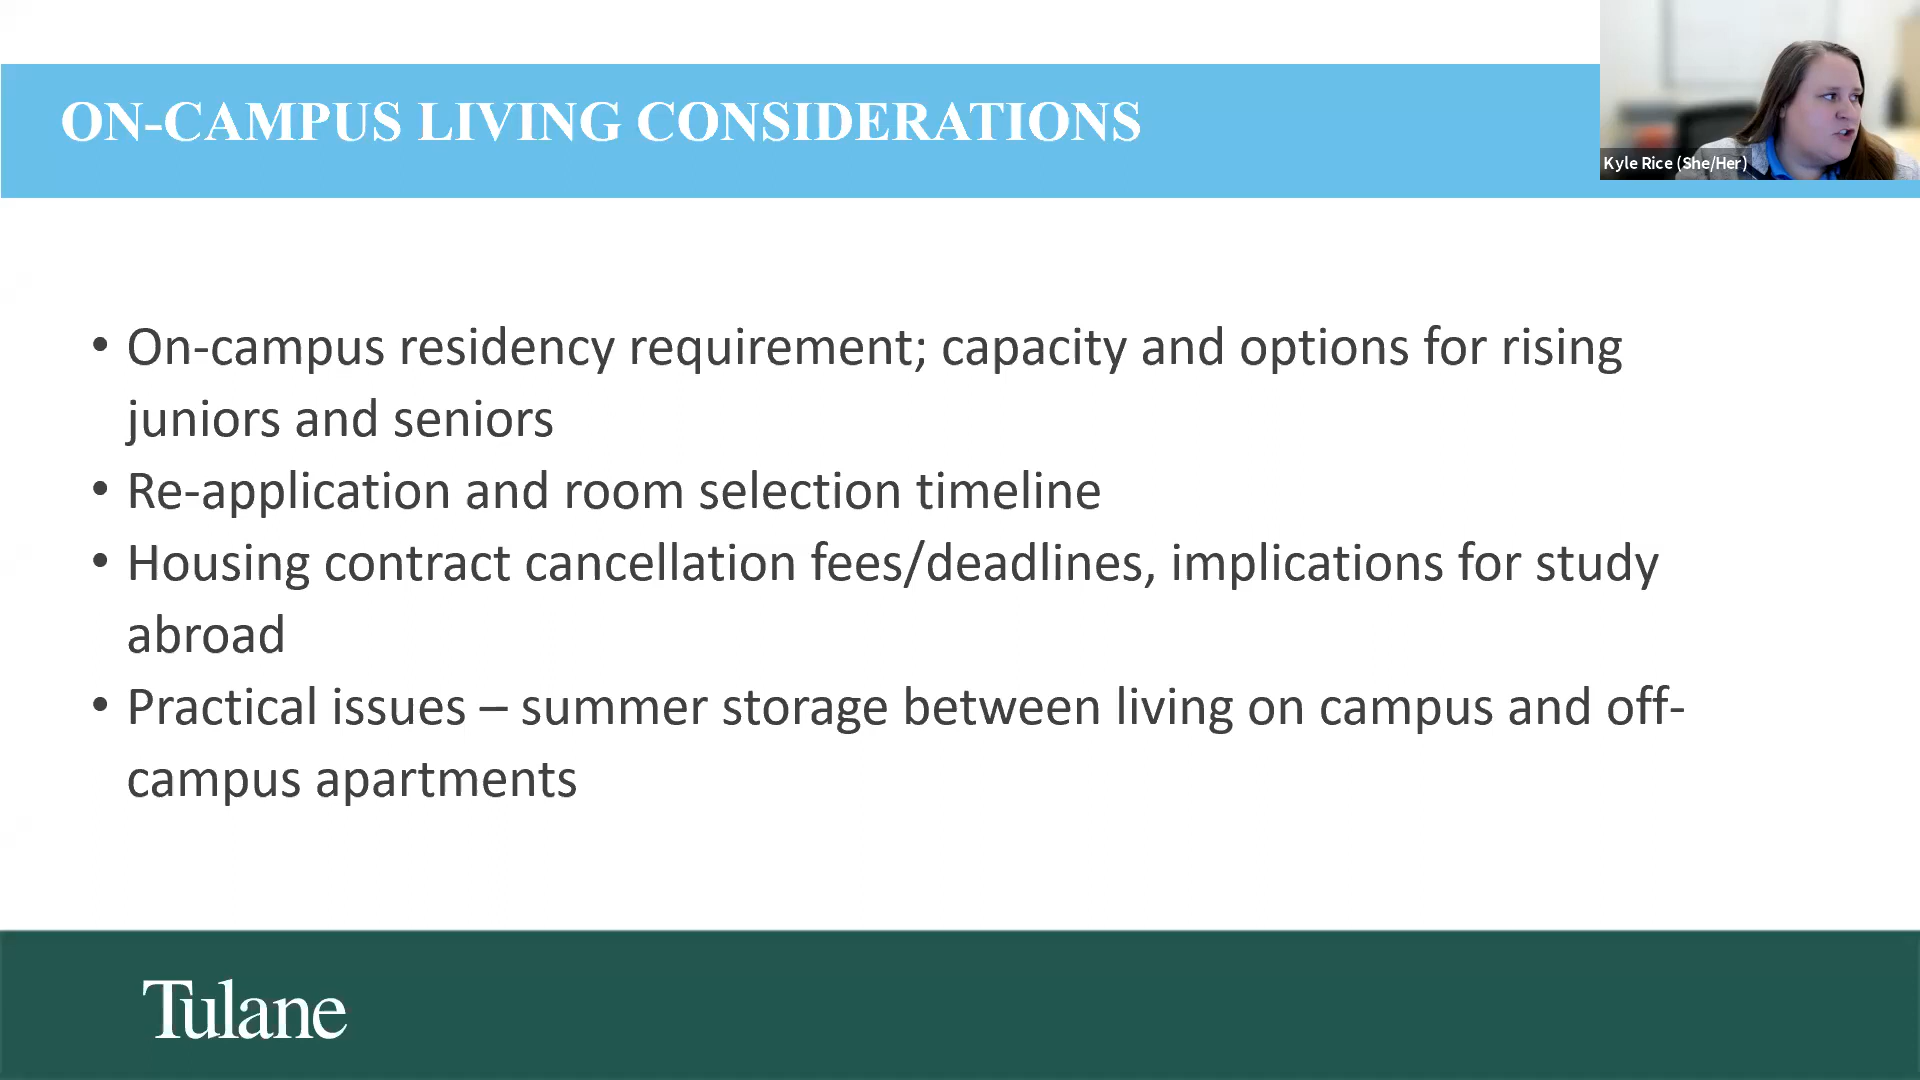 ON-CAMPUS LIVING CONSIDERATIONS
Kyle Rice (She/Her)
• On-campus residency requirement; capacity and options for rising
juniors and seniors
• Re-application and room selection timeline
• Housing contract cancellation fees/deadlines, implications for study
abroad
• Practical issues – summer storage between living on campus and off-
campus apartments
Tulane